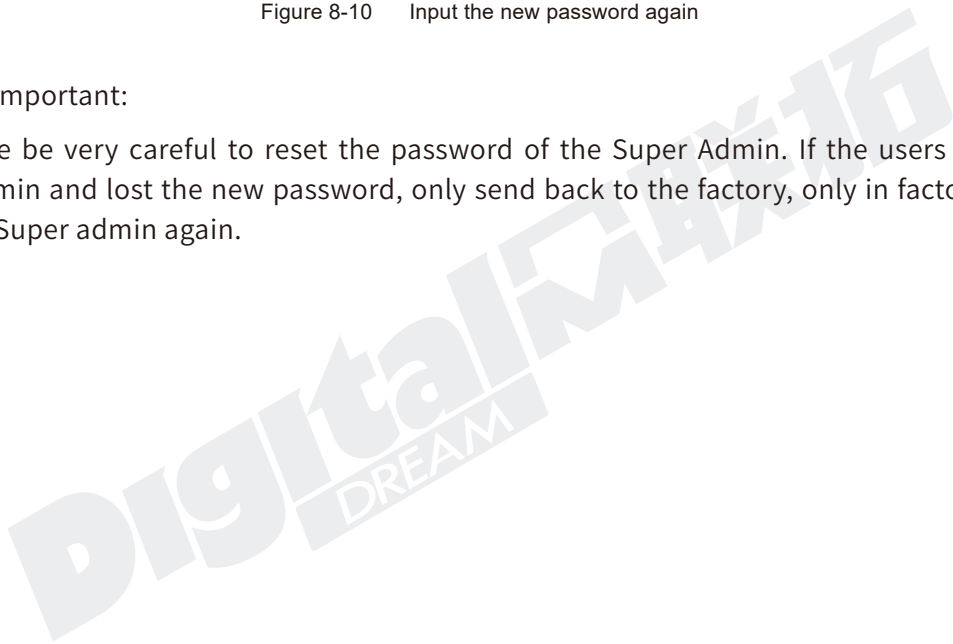 Figure 8-10 Input the new password again
mportant:
e be very careful to reset the password of the Super Admin. If the users
min and lost the new password, only send back to the factory, only in facto
Super admin again.
Digital
DREAM
联拓